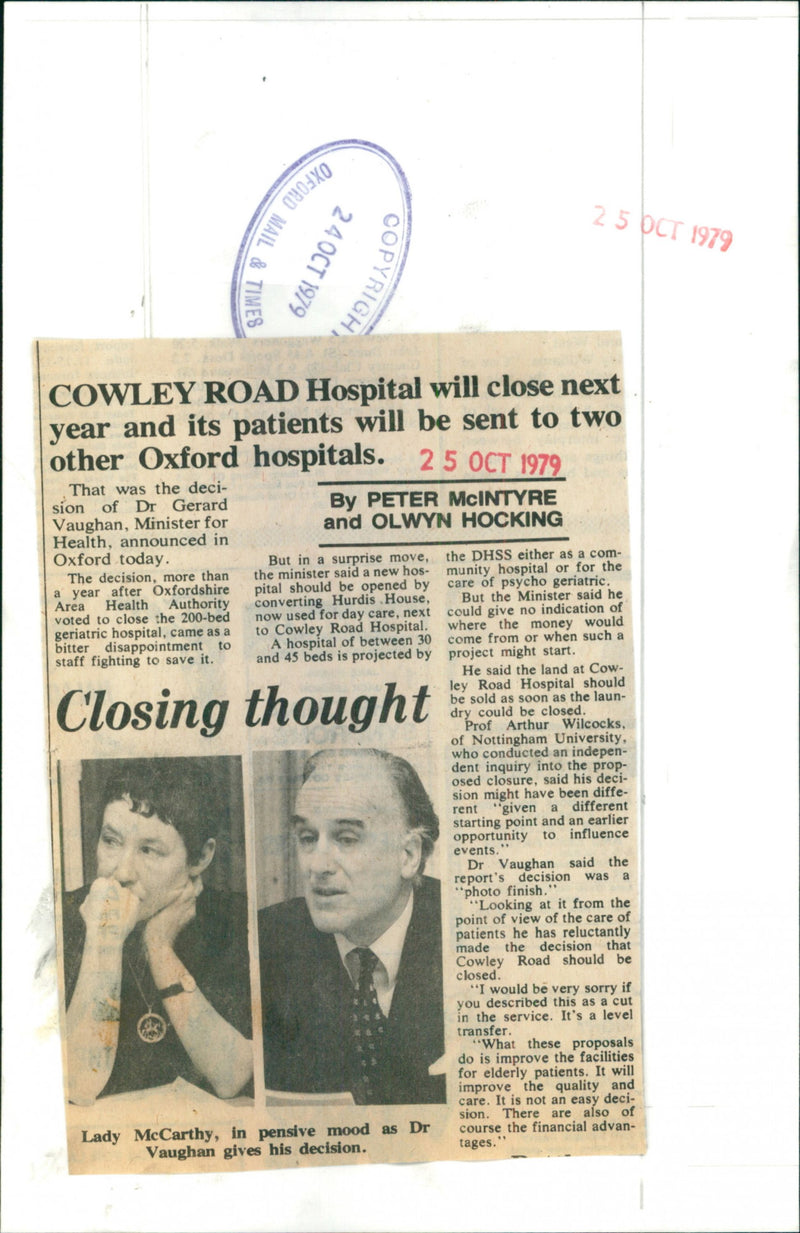 COPYRIGH
24 OCT 1979
OXFORD MAIL & TIMES
25 OCT 1979
COWLEY ROAD Hospital will close next
year and its patients will be sent to two
other Oxford hospitals.
25 OCT 1979
That was the deci-
sion of Dr Gerard
Vaughan, Minister for
Health, announced in
Oxford today.
The decision, more than
a year after Oxfordshire
Area Health Authority
voted to close the 200-bed
geriatric hospital, came as a
bitter disappointment to
staff fighting to save it.
By PETER McINTYRE
and OLWYN HOCKING
But in a surprise move,
the minister said a new hos-
pital should be opened by
converting Hurdis House,
now used for day care, next
to Cowley Road Hospital.
A hospital of between 30
and 45 beds is projected by
the DHSS either as a com-
munity hospital or for the
care of psycho geriatric.
But the Minister said he
could give no indication of
where the money would
come from or when such a
project might start.
He said the land at Cow-
ley Road Hospital should
be sold as soon as the laun-
dry could be closed.
Prof Arthur Wilcocks,
of Nottingham University,
who conducted an indepen-
dent inquiry into the prop-
osed closure, said his deci-
sion might have been diffe-
rent "given a different
starting point and an earlier
opportunity to influence
events."
Dr Vaughan said the
report's decision was a
"photo finish."
"Looking at it from the
point of view of the care of
patients he has reluctantly
made the decision that
Cowley Road should be
closed.
"I would be very sorry if
you described this as a cut
in the service. It's a level
transfer.
"What these proposals
do is improve the facilities
for elderly patients. It will
improve the quality and
care. It is not an easy deci-
sion. There are also of
course the financial advan-
tages."
Closing thought
Lady McCarthy, in pensive mood as Dr
Vaughan gives his decision.